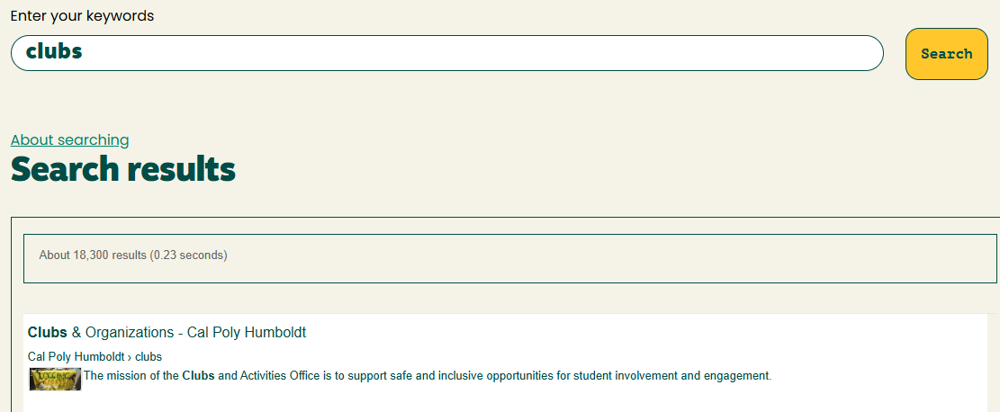 Enter your keywords
clubs
Search
About searching
Search results
About 18,300 results (0.23 seconds)
Clubs & Organizations - Cal Poly Humboldt
Cal Poly Humboldt › clubs
LOGGING
The mission of the Clubs and Activities Office is to support safe and inclusive opportunities for student involvement and engagement.